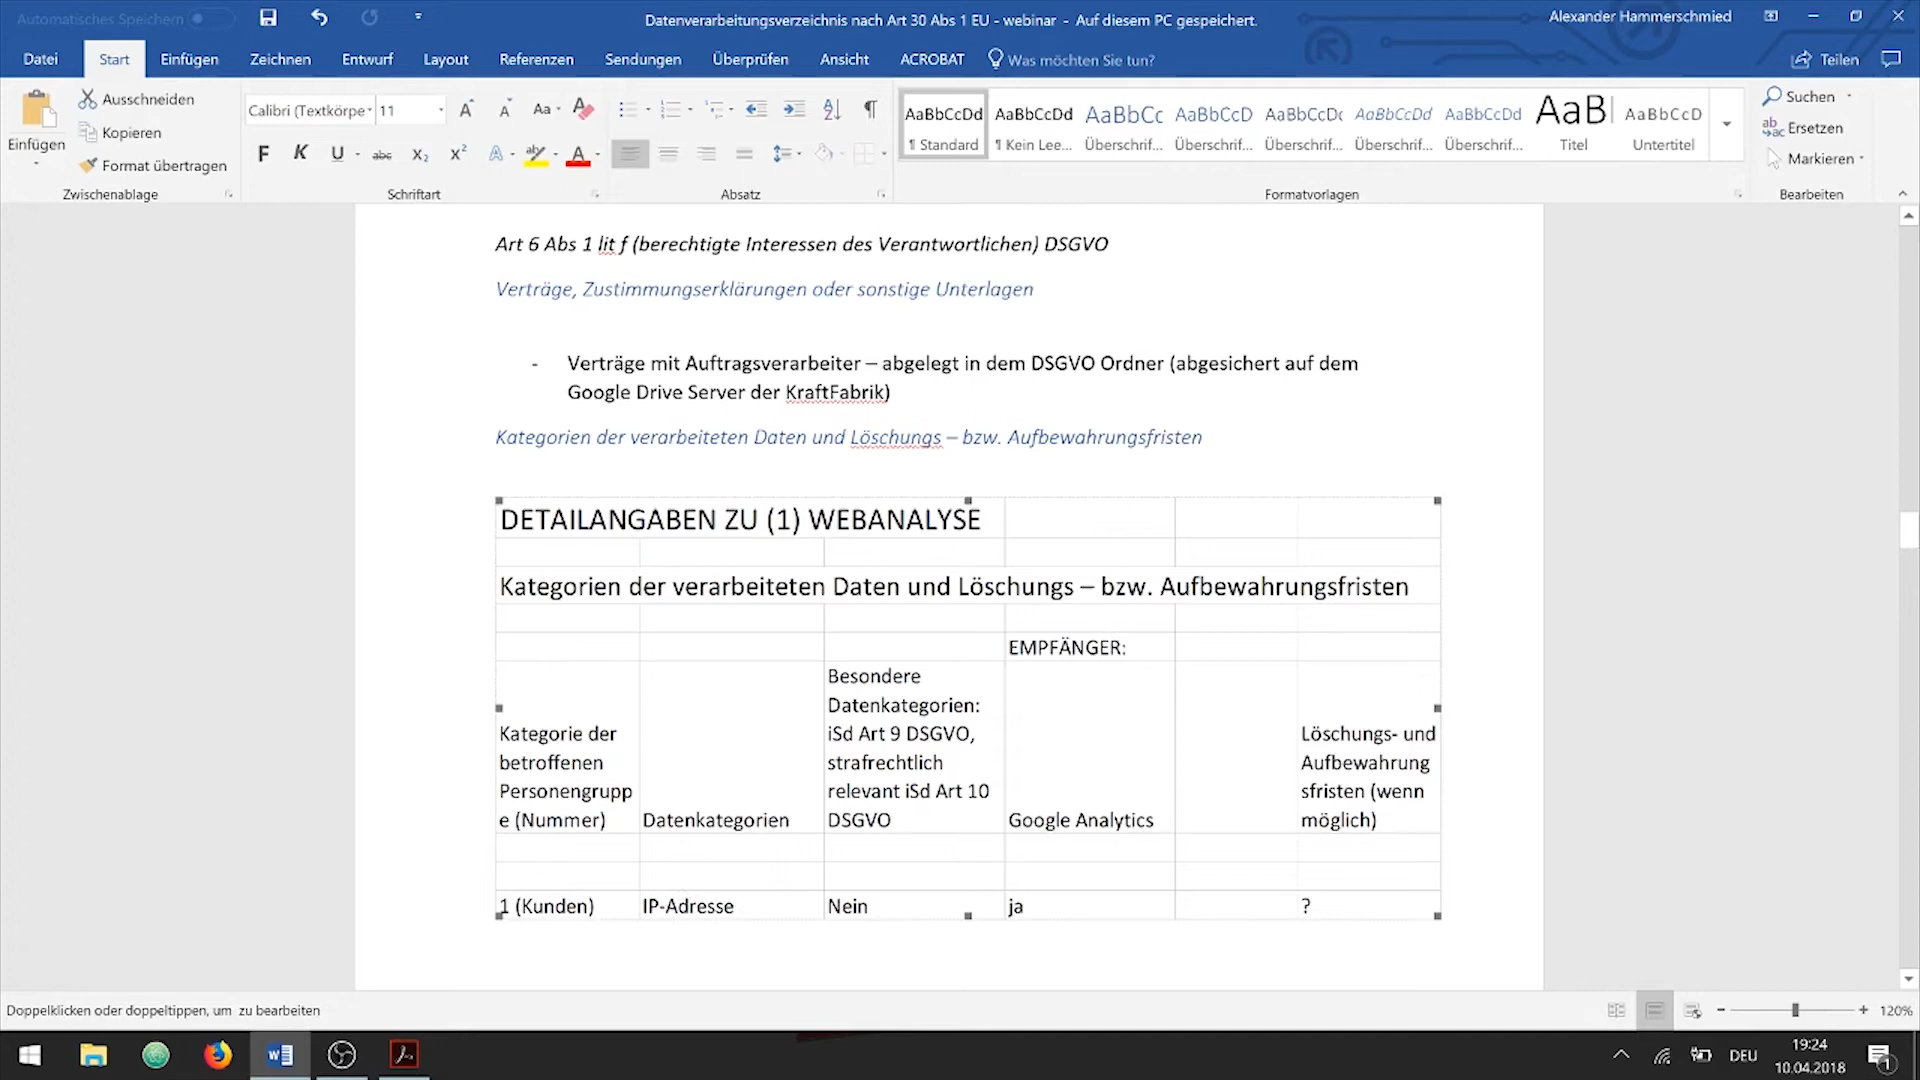 Automatisches Speichern
Datenverarbeitungsverzeichnis nach Art 30 Abs 1 EU - webinar - Auf diesem PC gespeichert.
Alexander Hammerschmied
Datei
Start
Einfügen
Zeichnen
Entwurf
Layout
Referenzen
Sendungen
Überprüfen
Ansicht
ACROBAT
Was möchten Sie tun?
Teilen
Einfügen
Ausschneiden
Kopieren
Format übertragen
Zwischenablage
Calibri (Textkörpe
11
Aa
F K U abc X₂ X² A ab A
Schriftart
Absatz
AaBbCcDd
¶ Standard
AaBbCcDd
¶ Kein Lee...
AaBbCc
Überschrif...
AaBbCcD
Überschrif...
AaBbCcDc
Überschrif...
AaBbCcDd
Überschrif...
AaBbCcDd
Überschrif...
AaB
Titel
AaBbCcD
Untertitel
Formatvorlagen
Suchen
Ersetzen
Markieren
Bearbeiten
Art 6 Abs 1 lit f (berechtigte Interessen des Verantwortlichen) DSGVO
Verträge, Zustimmungserklärungen oder sonstige Unterlagen
- Verträge mit Auftragsverarbeiter – abgelegt in dem DSGVO Ordner (abgesichert auf dem
Google Drive Server der KraftFabrik)
Kategorien der verarbeiteten Daten und Löschungs – bzw. Aufbewahrungsfristen
DETAILANGABEN ZU (1) WEBANALYSE
Kategorien der verarbeiteten Daten und Löschungs – bzw. Aufbewahrungsfristen
EMPFÄNGER:
Kategorie der
betroffenen
Personengrupp
e (Nummer)
Datenkategorien
Besondere
Datenkategorien:
iSd Art 9 DSGVO,
strafrechtlich
relevant iSd Art 10
DSGVO
Google Analytics
Löschungs- und
Aufbewahrung
sfristen (wenn
möglich)
1 (Kunden)
IP-Adresse
Nein
ja
?
Doppelklicken oder doppeltippen, um zu bearbeiten
120%
DEU
19:24
10.04.2018
1